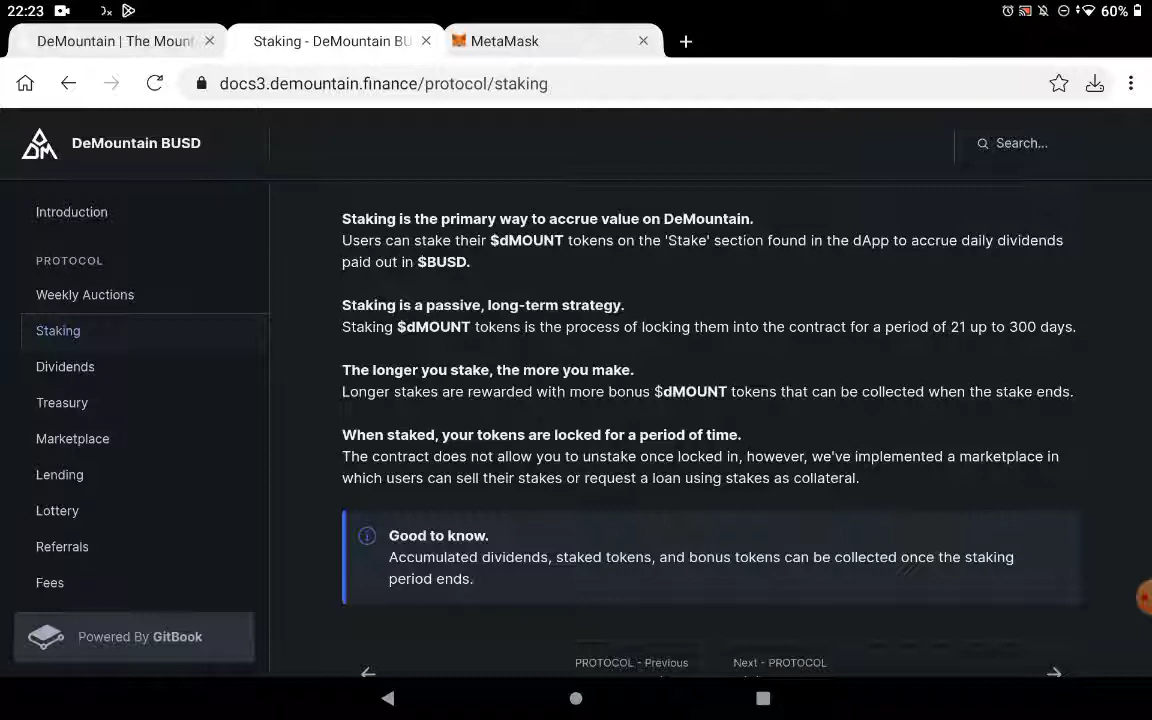 22:23
60%
DeMountain | The Mount
Staking - DeMountain BU
MetaMask
docs3.demountain.finance/protocol/staking
DeMountain BUSD
Search...
Introduction
PROTOCOL
Weekly Auctions
Staking
Dividends
Treasury
Marketplace
Lending
Lottery
Referrals
Fees
Powered By GitBook
Staking is the primary way to accrue value on DeMountain.
Users can stake their $dMOUNT tokens on the 'Stake' section found in the dApp to accrue daily dividends
paid out in $BUSD.
Staking is a passive, long-term strategy.
Staking $dMOUNT tokens is the process of locking them into the contract for a period of 21 up to 300 days.
The longer you stake, the more you make.
Longer stakes are rewarded with more bonus $dMOUNT tokens that can be collected when the stake ends.
When staked, your tokens are locked for a period of time.
The contract does not allow you to unstake once locked in, however, we've implemented a marketplace in
which users can sell their stakes or request a loan using stakes as collateral.
Good to know.
Accumulated dividends, staked tokens, and bonus tokens can be collected once the staking
period ends.
PROTOCOL - Previous
Next - PROTOCOL